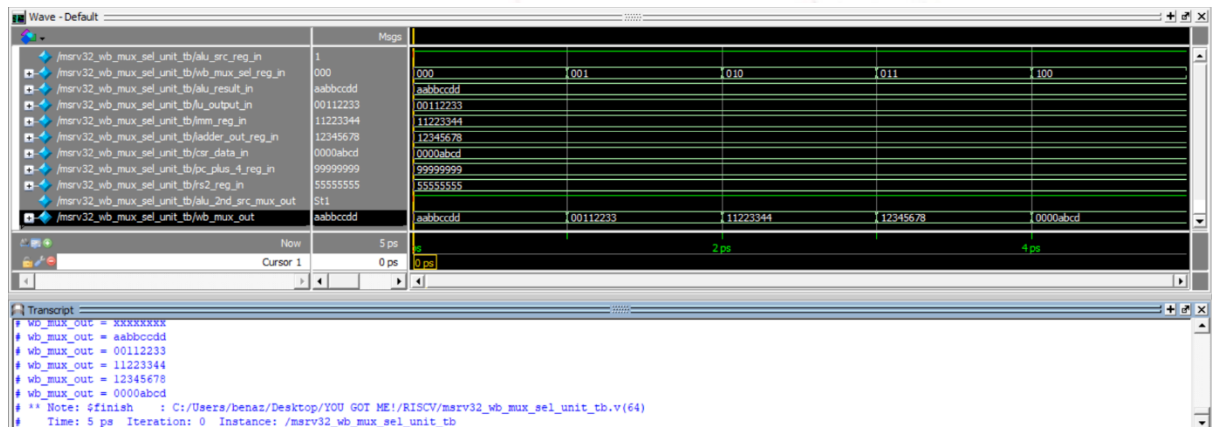 Wave - Default
Msgs
/msrv32_wb_mux_sel_unit_tb/alu_src_reg_in 1
/msrv32_wb_mux_sel_unit_tb/wb_mux_sel_reg_in 000 000 001 010 011 100
/msrv32_wb_mux_sel_unit_tb/alu_result_in aabbccdd aabbccdd
/msrv32_wb_mux_sel_unit_tb/lu_output_in 00112233 00112233
/msrv32_wb_mux_sel_unit_tb/imm_reg_in 11223344 11223344
/msrv32_wb_mux_sel_unit_tb/iadder_out_reg_in 12345678 12345678
/msrv32_wb_mux_sel_unit_tb/csr_data_in 0000abcd 0000abcd
/msrv32_wb_mux_sel_unit_tb/pc_plus_4_reg_in 99999999 99999999
/msrv32_wb_mux_sel_unit_tb/rs2_reg_in 55555555 55555555
/msrv32_wb_mux_sel_unit_tb/alu_2nd_src_mux_out St1
/msrv32_wb_mux_sel_unit_tb/wb_mux_out aabbccdd aabbccdd 00112233 11223344 12345678 0000abcd
Now 5 ps ps 2 ps 4 ps
Cursor 1 0 ps 0 ps
Transcript
# wb_mux_out = xxxxxxxx
# wb_mux_out = aabbccdd
# wb_mux_out = 00112233
# wb_mux_out = 11223344
# wb_mux_out = 12345678
# wb_mux_out = 0000abcd
# ** Note: $finish : C:/Users/benaz/Desktop/YOU GOT ME!/RISCV/msrv32_wb_mux_sel_unit_tb.v(64)
# Time: 5 ps Iteration: 0 Instance: /msrv32_wb_mux_sel_unit_tb